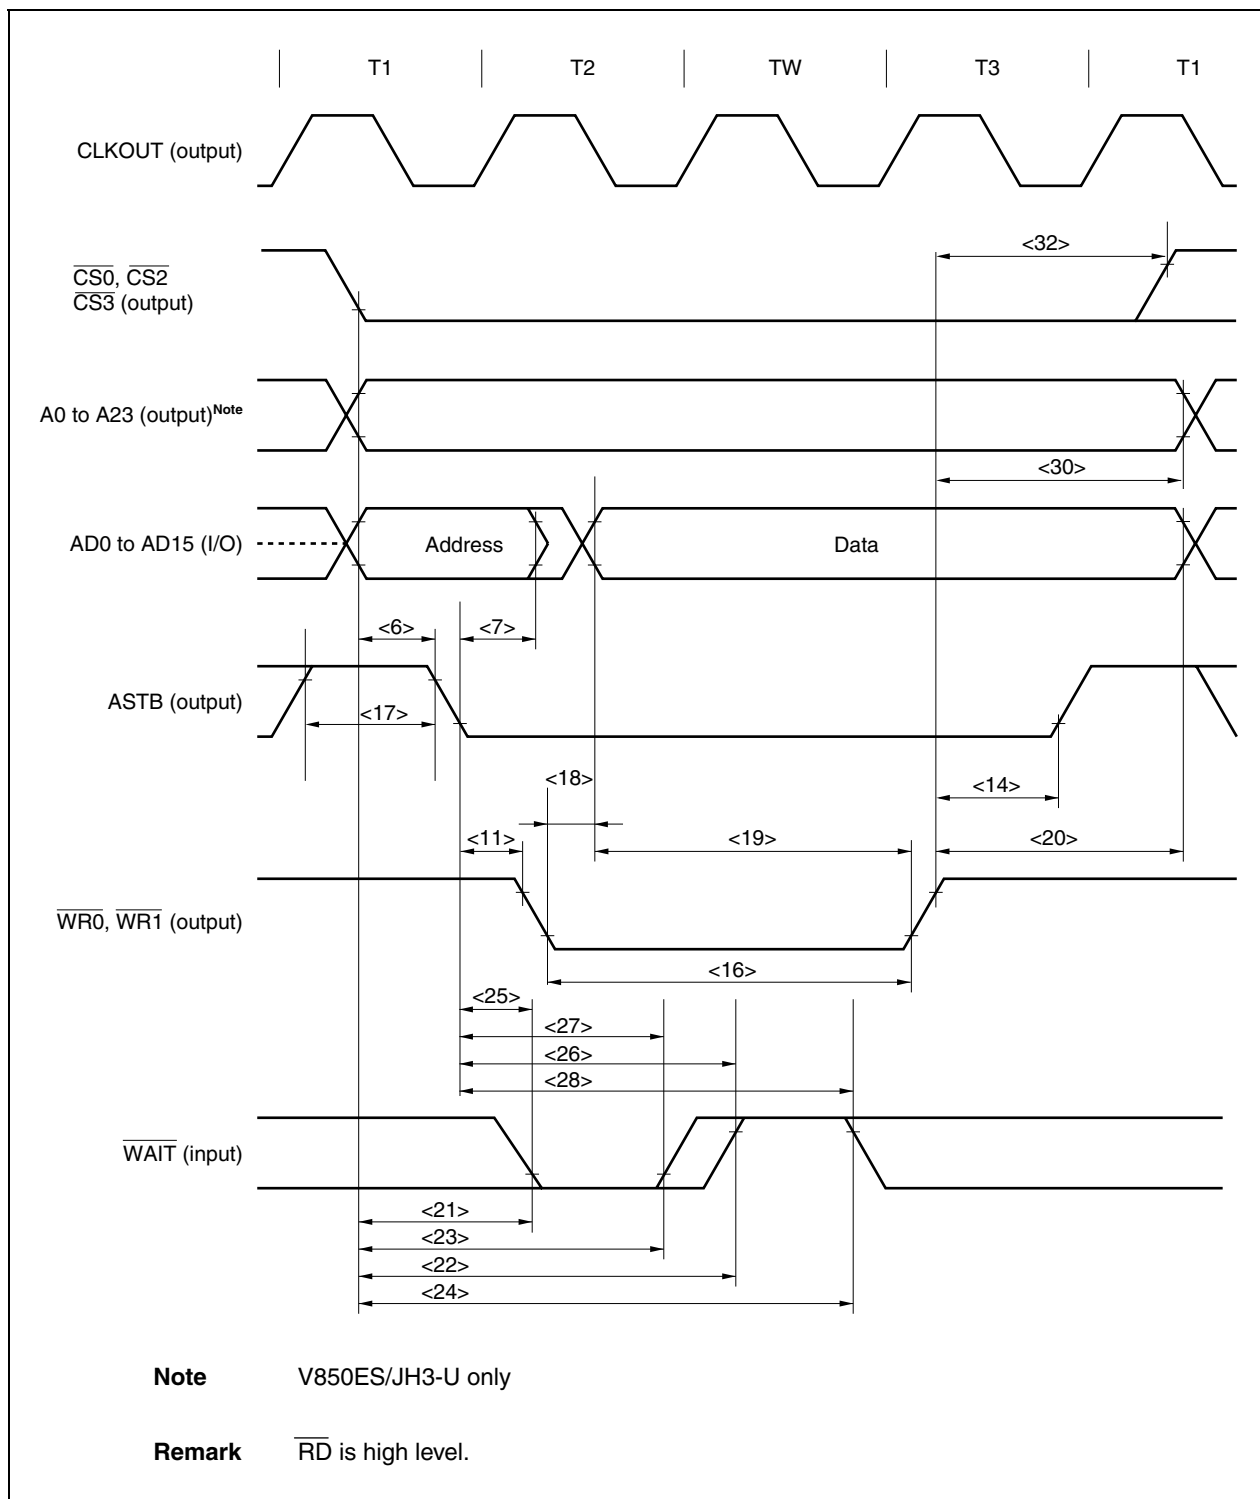 T1 T2 TW T3 T1
CLKOUT (output)
<32>
CS0, CS2
CS3 (output)
A0 to A23 (output)Note
<30>
AD0 to AD15 (I/O) Address Data
<6> <7>
ASTB (output)
<17>
<18>
<14>
<11> <19> <20>
WR0, WR1 (output)
<16>
<25>
<27>
<26>
<28>
WAIT (input)
<21>
<23>
<22>
<24>
Note V850ES/JH3-U only
Remark RD is high level.